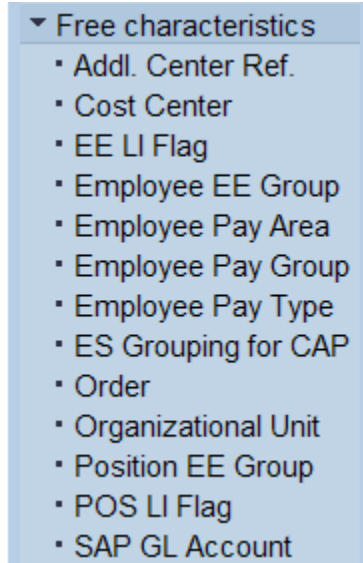 Free characteristics
Addl. Center Ref.
Cost Center
EE LI Flag
Employee EE Group
Employee Pay Area
Employee Pay Group
Employee Pay Type
ES Grouping for CAP
Order
Organizational Unit
Position EE Group
POS LI Flag
SAP GL Account